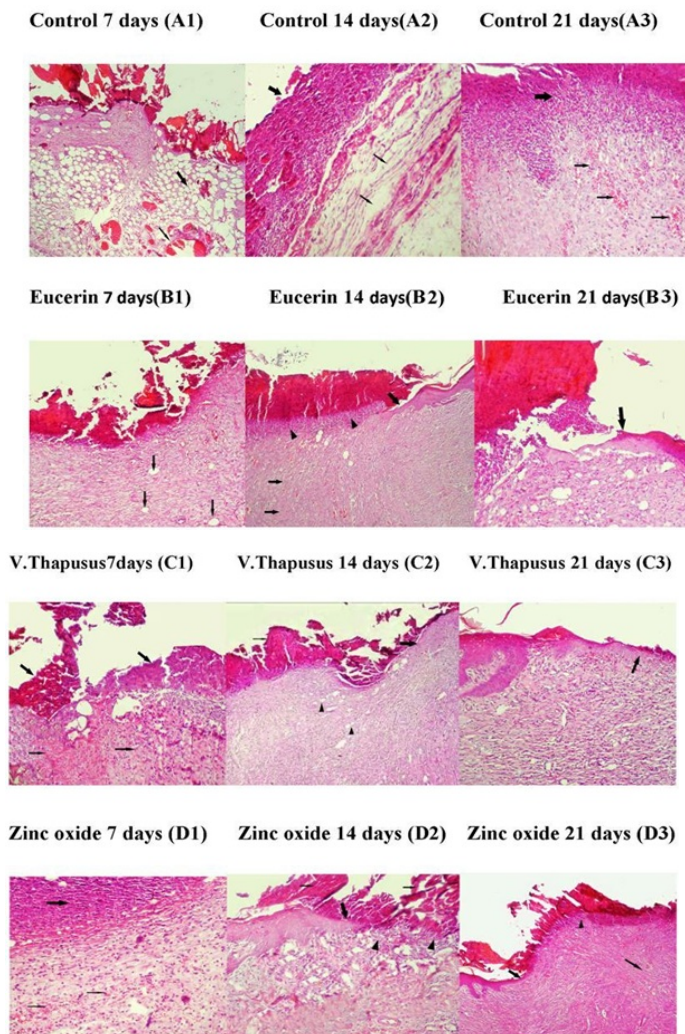 Control 7 days (A1) Control 14 days(A2) Control 21 days(A3)
Eucerin 7 days(B1) Eucerin 14 days(B2) Eucerin 21 days(B3)
V.Thapusus7days (C1) V.Thapusus 14 days (C2) V.Thapusus 21 days (C3)
Zinc oxide 7 days (D1) Zinc oxide 14 days (D2) Zinc oxide 21 days (D3)